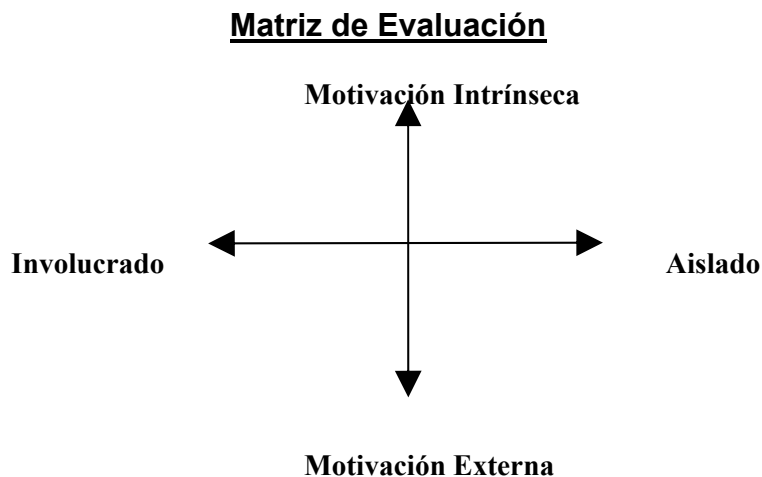 Matriz de Evaluación
Motivación Intrínseca
Involucrado
Aislado
Motivación Externa